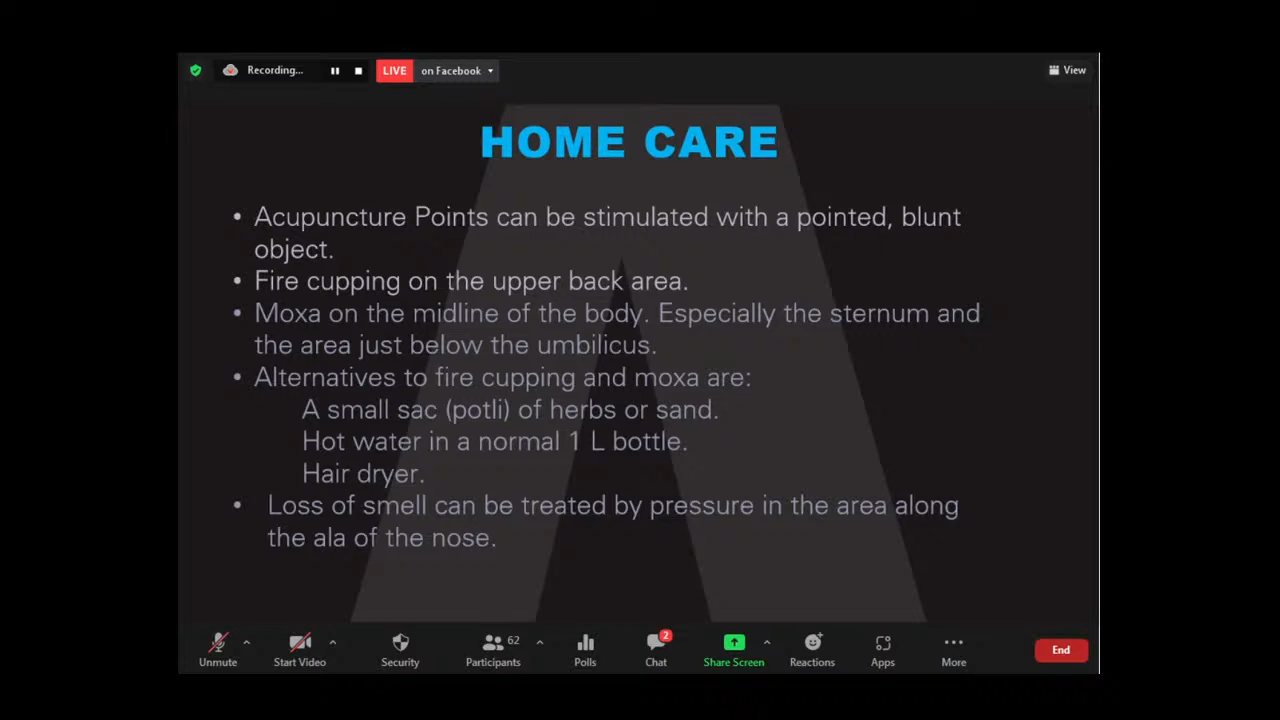 Recording...
LIVE on Facebook
View
HOME CARE
• Acupuncture Points can be stimulated with a pointed, blunt
object.
• Fire cupping on the upper back area.
• Moxa on the midline of the body. Especially the sternum and
the area just below the umbilicus.
• Alternatives to fire cupping and moxa are:
A small sac (potli) of herbs or sand.
Hot water in a normal 1 L bottle.
Hair dryer.
• Loss of smell can be treated by pressure in the area along
the ala of the nose.
62
2
Unmute Start Video Security Participants Polls Chat Share Screen Reactions Apps More End